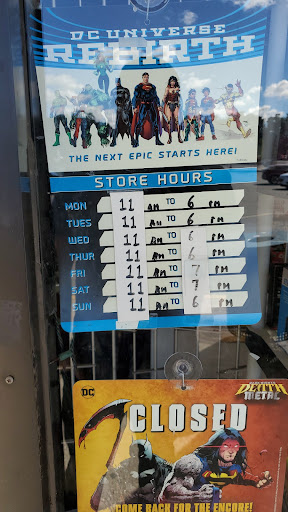 DC UNIVERSE
REBIRTH
THE NEXT EPIC STARTS HERE!
STORE HOURS
MON 11 AM TO 6 PM
TUES 11 AM TO 6 PM
WED 11 AM TO 6 PM
THUR 11 AM TO 6 PM
FRI 11 AM TO 7 PM
SAT 11 AM TO 7 PM
SUN 11 AM TO 6 PM
DC
DEATH
METAL
CLOSED
COME BACK FOR THE ENCORE!